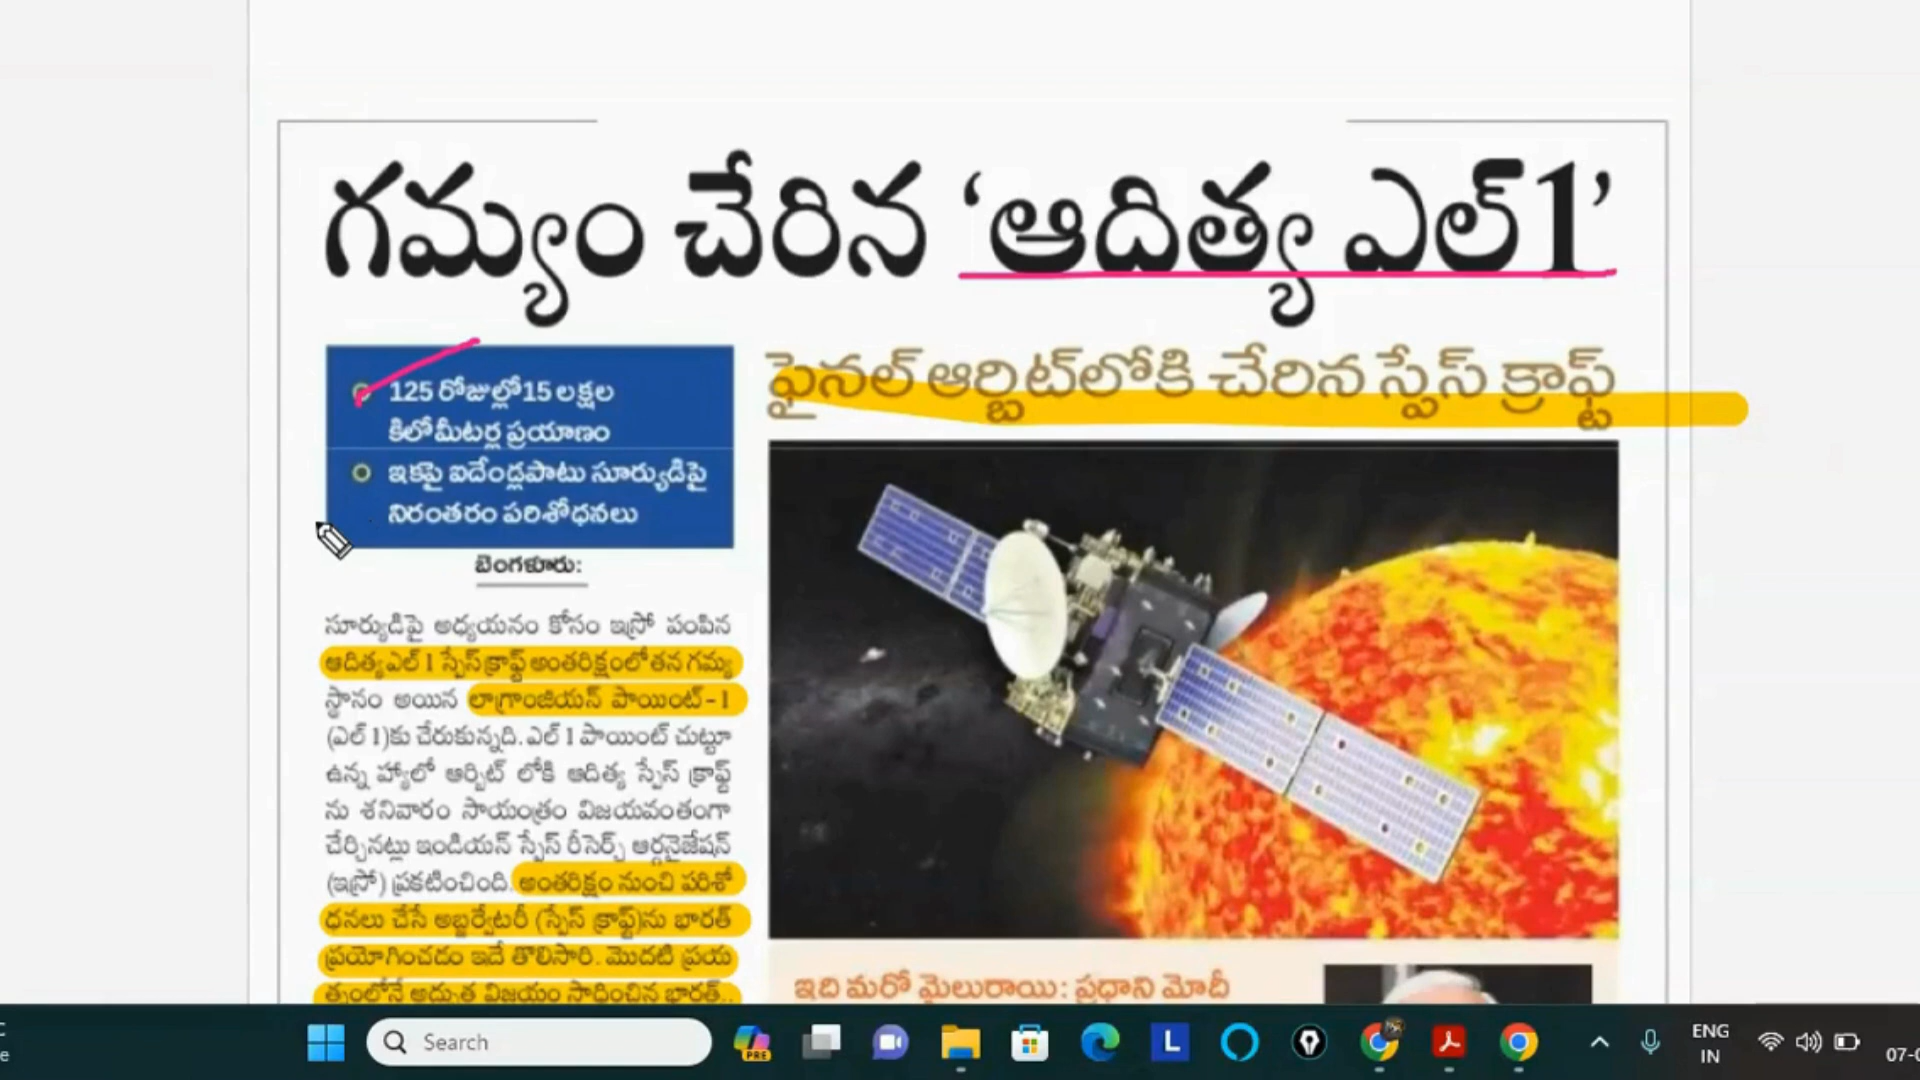 గమ్యం చేరిన ‘ఆదిత్య ఎల్1’
125 రోజుల్లో15 లక్షల
కిలోమీటర్ల ప్రయాణం
ఇకపై ఐదేండ్లపాటు సూర్యుడిపై
నిరంతరం పరిశోధనలు
ఫైనల్ ఆర్బిట్‌లోకి చేరిన స్పేస్ క్రాఫ్ట్
బెంగళూరు:
సూర్యుడిపై అధ్యయనం కోసం ఇస్రో పంపిన
ఆదిత్య ఎల్ 1 స్పేస్ క్రాఫ్ట్ అంతరిక్షంలో తన గమ్య
స్థానం అయిన లాగ్రాంజియన్ పాయింట్-1
(ఎల్ 1)కు చేరుకున్నది. ఎల్ 1 పాయింట్ చుట్టూ
ఉన్న హ్యాలో ఆర్బిట్ లోకి ఆదిత్య స్పేస్ క్రాఫ్ట్
ను శనివారం సాయంత్రం విజయవంతంగా
చేర్చినట్లు ఇండియన్ స్పేస్ రీసెర్చ్ ఆర్గనైజేషన్
(ఇస్రో) ప్రకటించింది. అంతరిక్షం నుంచి పరిశో
ధనలు చేసే అబ్జర్వేటరీ (స్పేస్ క్రాఫ్ట్)ను భారత్
ప్రయోగించడం ఇదే తొలిసారి. మొదటి ప్రయ
త్నంలోనే అద్భుత విజయం సాధించిన భారత్..
ఇది మరో మైలురాయి: ప్రధాని మోదీ
Search
PRE
L
ENG
IN